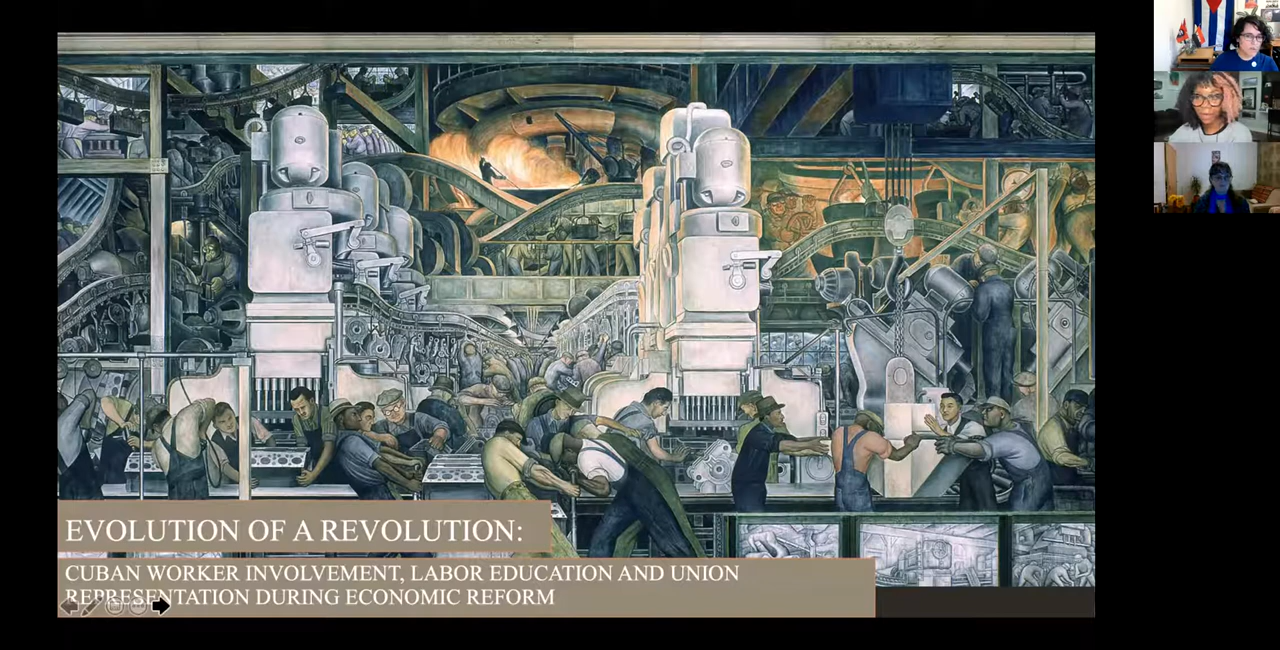 EVOLUTION OF A REVOLUTION:
CUBAN WORKER INVOLVEMENT, LABOR EDUCATION AND UNION
REPRESENTATION DURING ECONOMIC REFORM